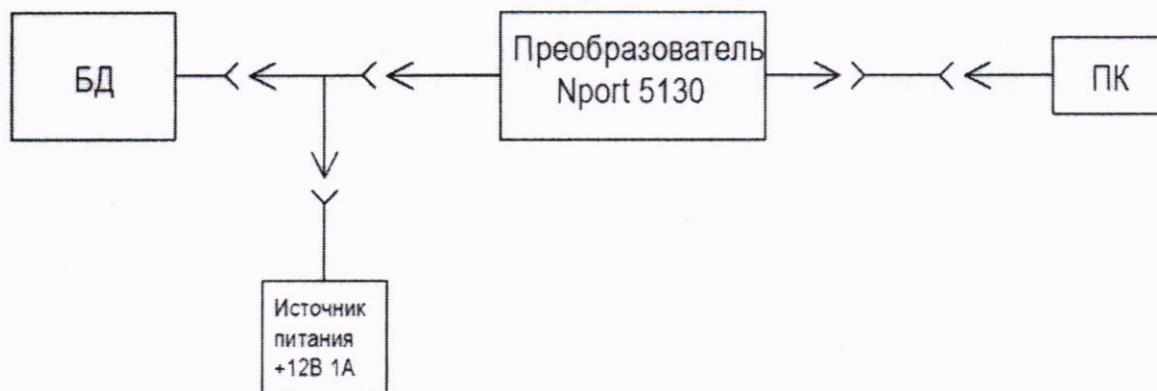 БД
Преобразователь
Nport 5130
ПК
Источник
питания
+12В 1А